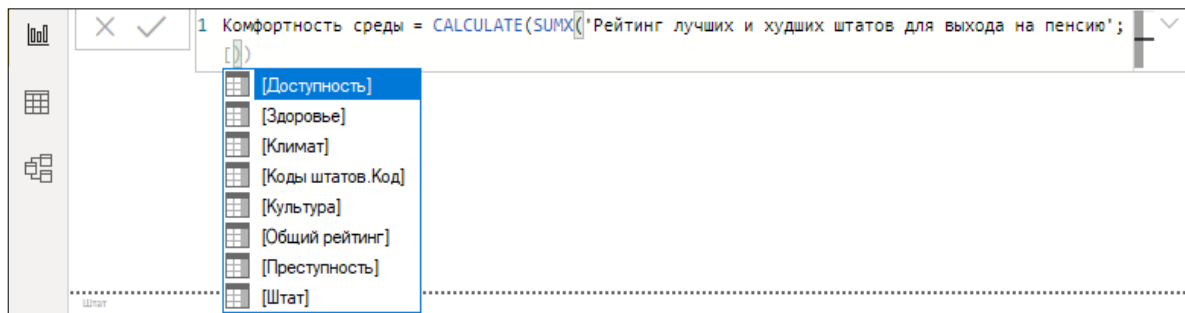 1 Комфортность среды = CALCULATE(SUMX('Рейтинг лучших и худших штатов для выхода на пенсию';
[))
[Доступность]
[Здоровье]
[Климат]
[Коды штатов.Код]
[Культура]
[Общий рейтинг]
[Преступность]
[Штат]
Штат